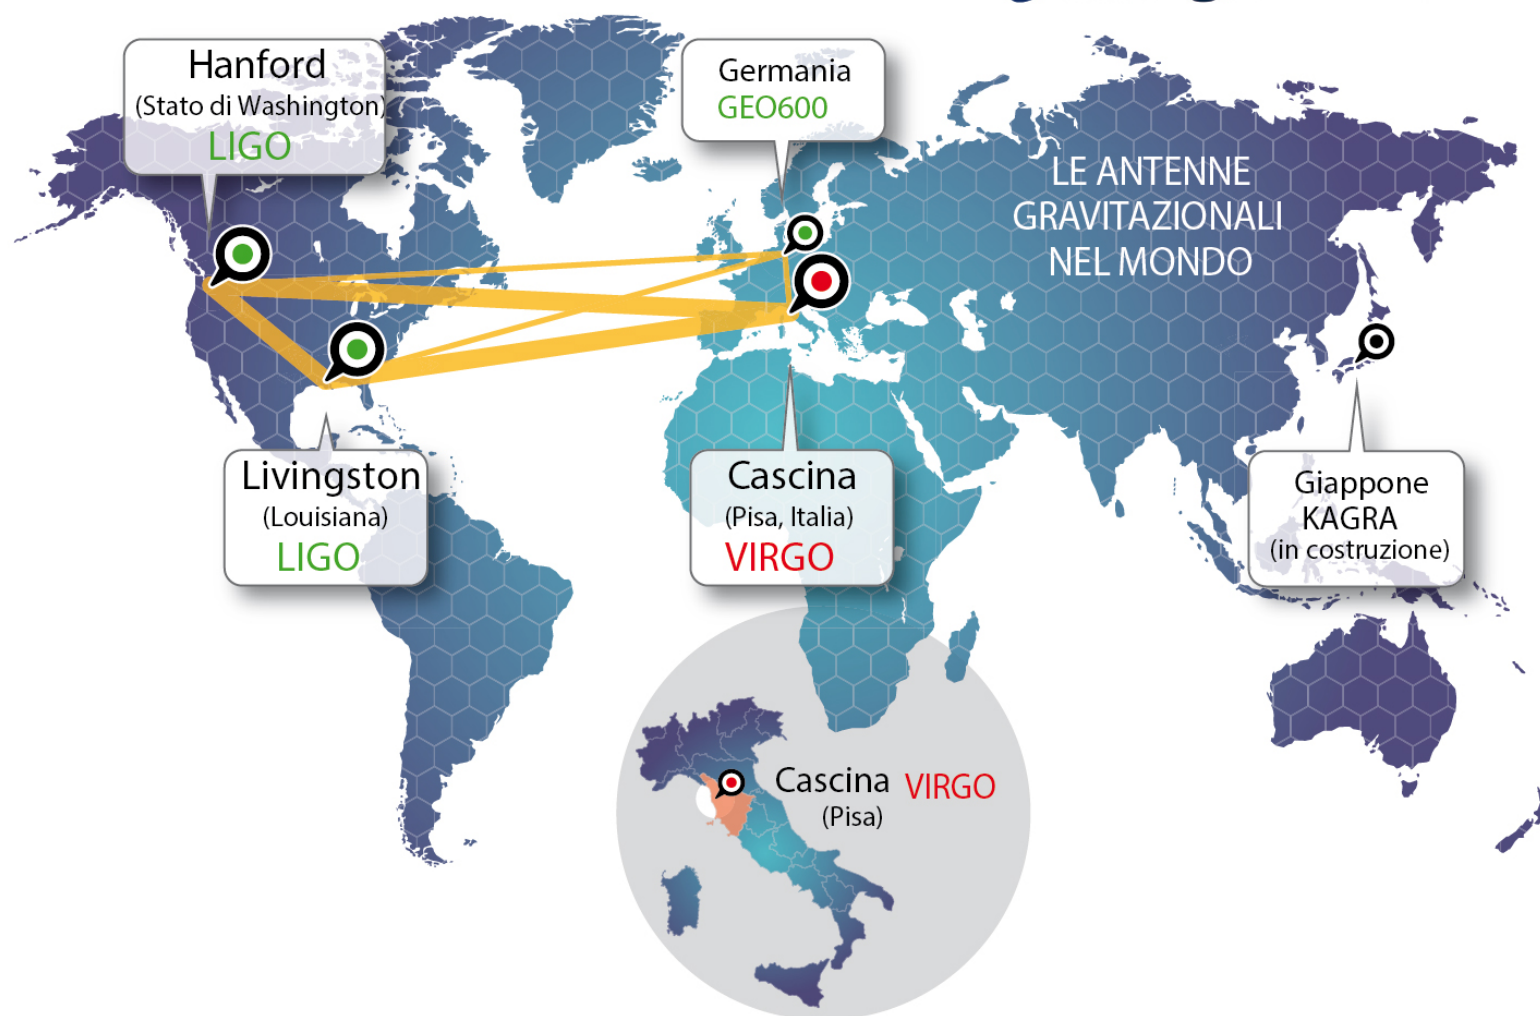 Hanford
(Stato di Washington)
LIGO
Germania
GEO600
LE ANTENNE
GRAVITAZIONALI
NEL MONDO
Livingston
(Louisiana)
LIGO
Cascina
(Pisa, Italia)
VIRGO
Giappone
KAGRA
(in costruzione)
Cascina VIRGO
(Pisa)